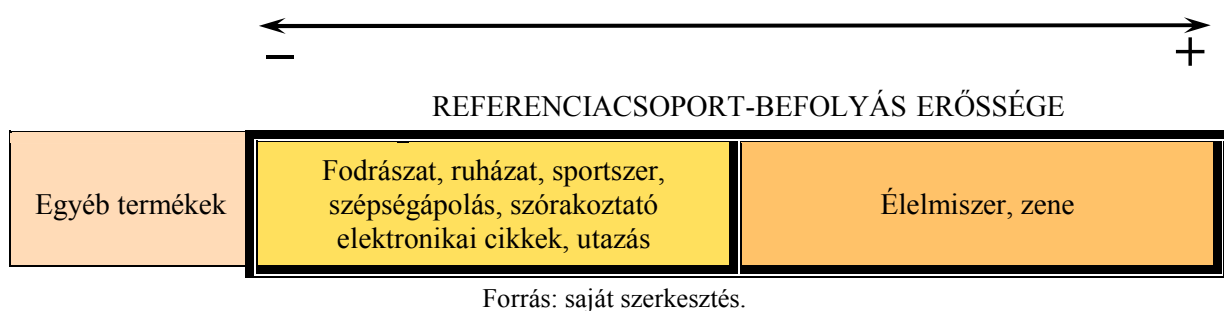 – +
REFERENCIACSOPORT-BEFOLYÁS ERŐSSÉGE
Egyéb termékek
Fodrászat, ruházat, sportszer,
szépségápolás, szórakoztató
elektronikai cikkek, utazás
Élelmiszer, zene
Forrás: saját szerkesztés.